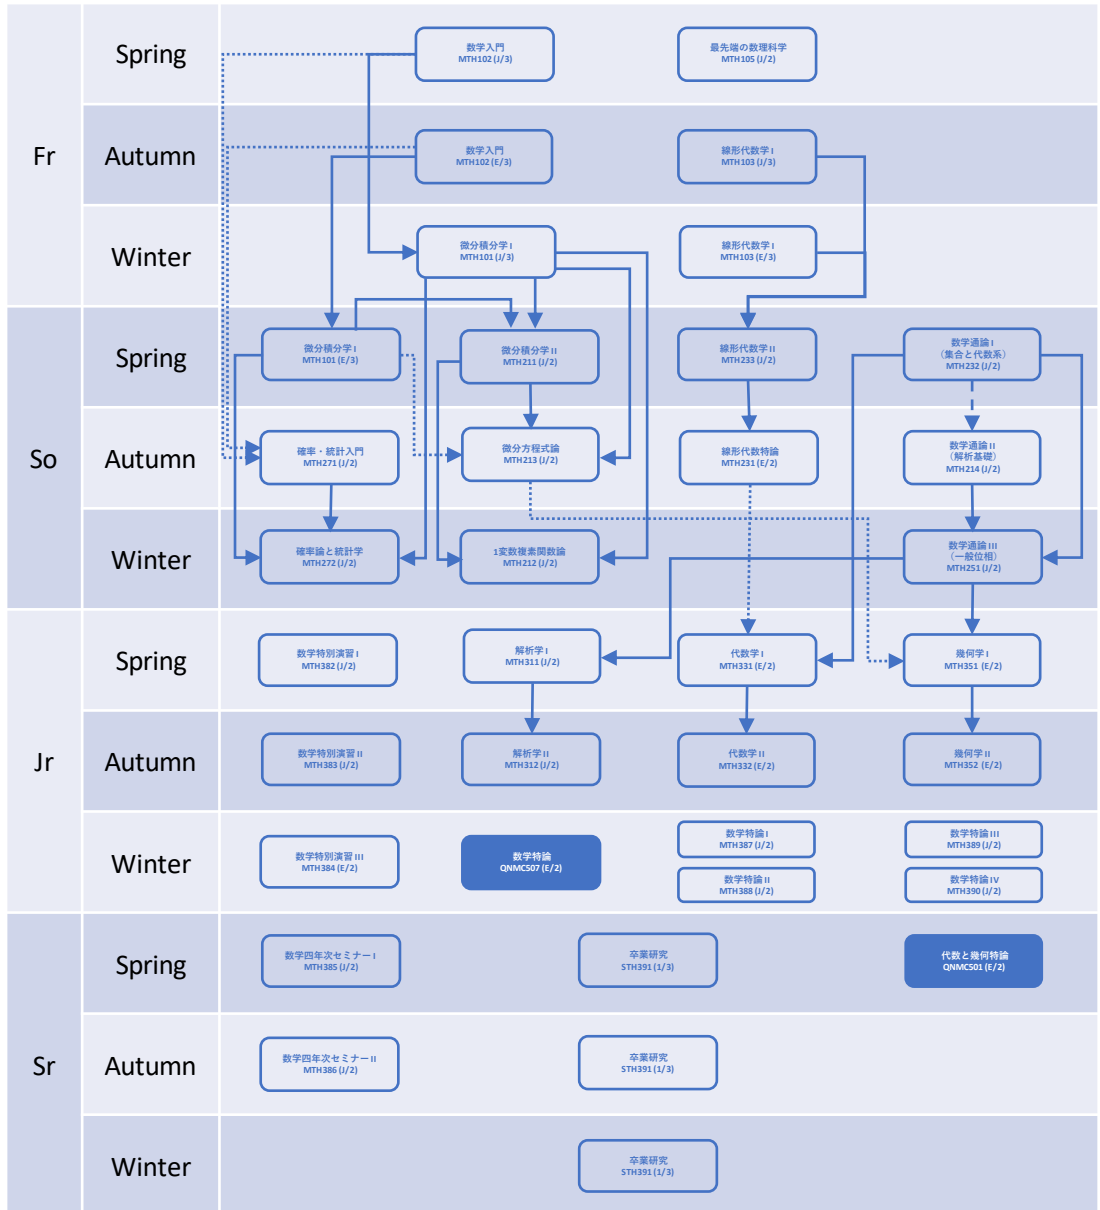 Fr
Spring
数学入門
MTH102 (J/3)
最先端の数理科学
MTH105 (J/2)
Autumn
数学入門
MTH102 (E/3)
線形代数学 I
MTH103 (J/3)
Winter
微分積分学 I
MTH101 (J/3)
線形代数学 I
MTH103 (E/3)
So
Spring
微分積分学 I
MTH101 (E/3)
微分積分学 II
MTH211 (J/2)
線形代数学 II
MTH233 (J/2)
数学通論 I
(集合と代数系)
MTH232 (J/2)
Autumn
確率・統計入門
MTH271 (J/2)
微分方程式論
MTH213 (J/2)
線形代数特論
MTH231 (E/2)
数学通論 II
(解析基礎)
MTH214 (J/2)
Winter
確率論と統計学
MTH272 (J/2)
1変数複素関数論
MTH212 (J/2)
数学通論 III
(一般位相)
MTH251 (J/2)
Jr
Spring
数学特別演習 I
MTH382 (J/2)
解析学 I
MTH311 (J/2)
代数学 I
MTH331 (E/2)
幾何学 I
MTH351 (E/2)
Autumn
数学特別演習 II
MTH383 (J/2)
解析学 II
MTH312 (J/2)
代数学 II
MTH332 (E/2)
幾何学 II
MTH352 (E/2)
Winter
数学特別演習 III
MTH384 (E/2)
数学特論
QNMC507 (E/2)
数学特論 I
MTH387 (J/2)
数学特論 II
MTH388 (J/2)
数学特論 III
MTH389 (J/2)
数学特論 IV
MTH390 (J/2)
Sr
Spring
数学四年次セミナー I
MTH385 (J/2)
卒業研究
STH391 (1/3)
代数と幾何特論
QNMC501 (E/2)
Autumn
数学四年次セミナー II
MTH386 (J/2)
卒業研究
STH391 (1/3)
Winter
卒業研究
STH391 (1/3)